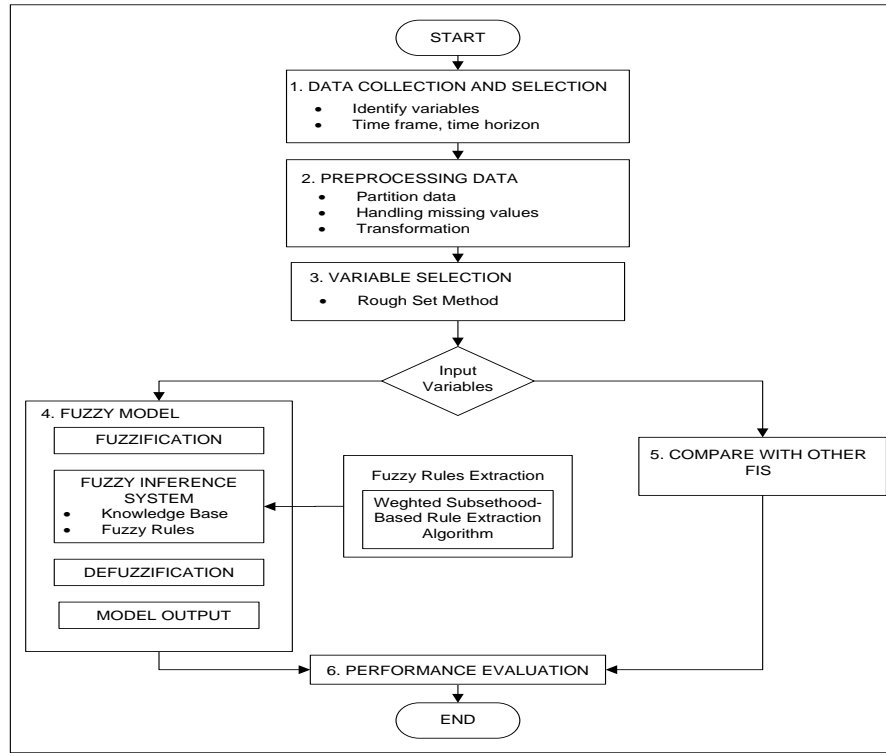 START
1. DATA COLLECTION AND SELECTION
• Identify variables
• Time frame, time horizon
2. PREPROCESSING DATA
• Partition data
• Handling missing values
• Transformation
3. VARIABLE SELECTION
• Rough Set Method
Input
Variables
4. FUZZY MODEL
FUZZIFICATION
FUZZY INFERENCE
SYSTEM
• Knowledge Base
• Fuzzy Rules
DEFUZZIFICATION
MODEL OUTPUT
Fuzzy Rules Extraction
Weghted Subsethood-
Based Rule Extraction
Algorithm
5. COMPARE WITH OTHER
FIS
6. PERFORMANCE EVALUATION
END